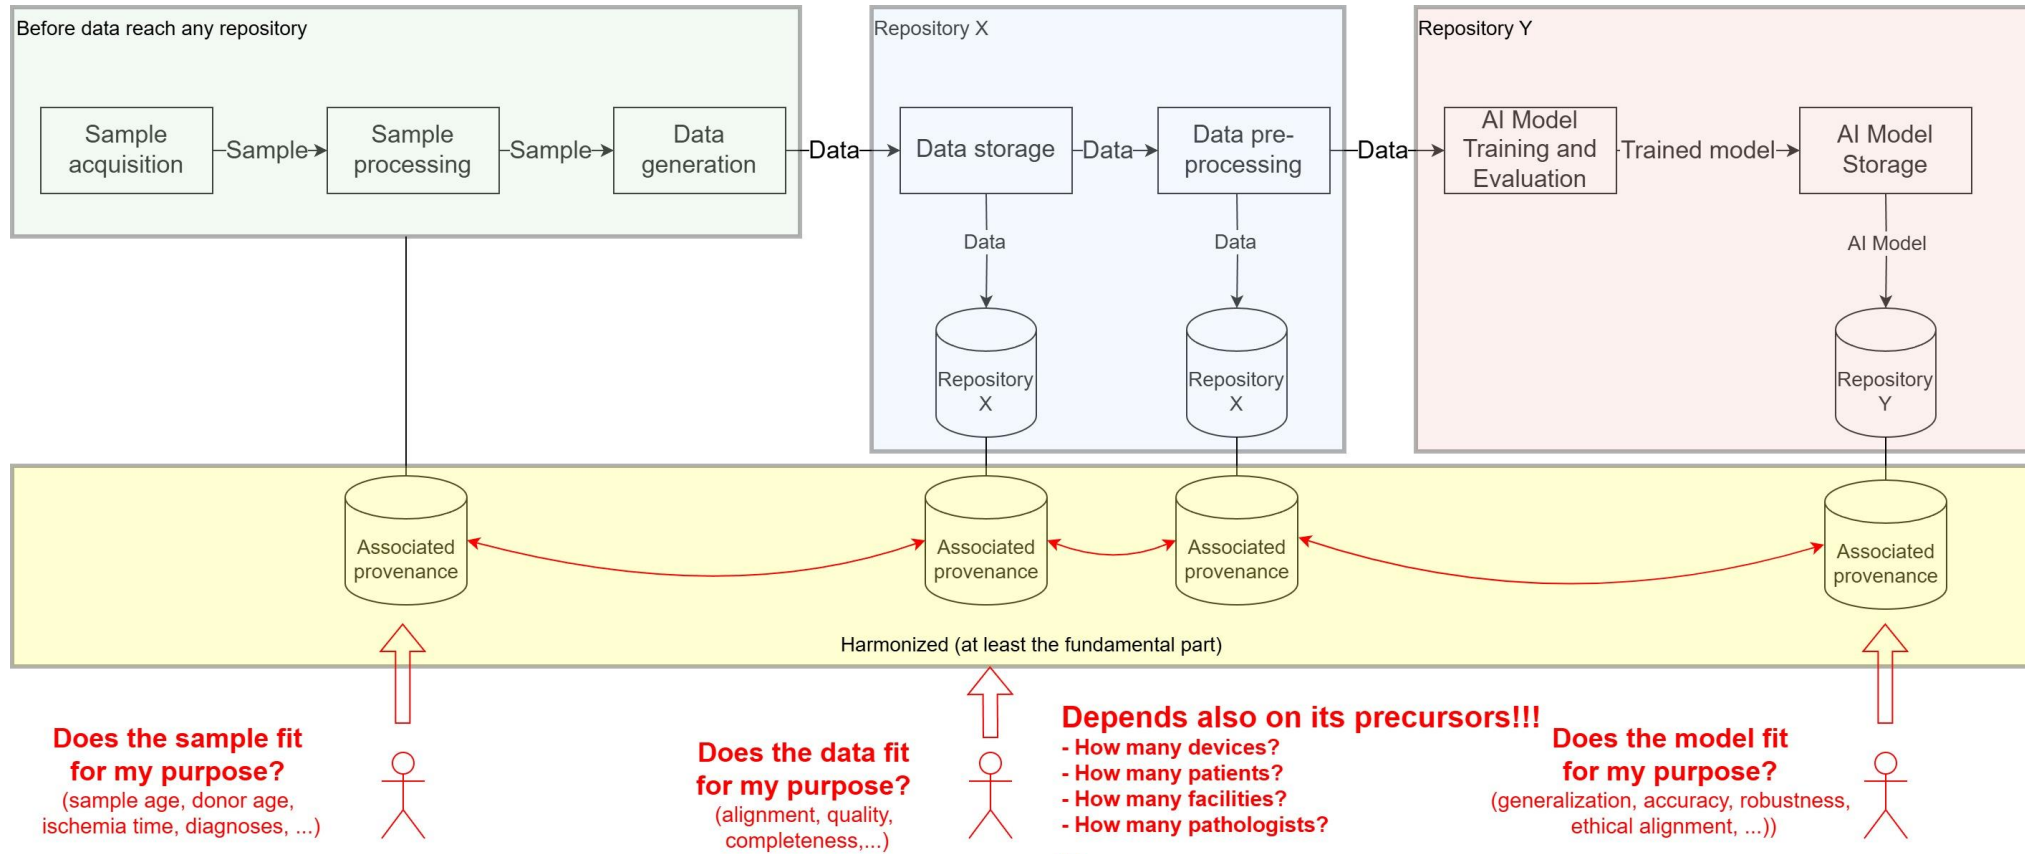 Before data reach any repository
Repository X
Repository Y
Sample
acquisition
Sample
Sample
processing
Sample
Data
generation
Data
Data storage
Data
Data pre-
processing
Data
AI Model
Training and
Evaluation
Trained model
AI Model
Storage
Data
Data
AI Model
Repository
X
Repository
X
Repository
Y
Associated
provenance
Associated
provenance
Associated
provenance
Associated
provenance
Harmonized (at least the fundamental part)
Does the sample fit
for my purpose?
(sample age, donor age,
ischemia time, diagnoses, ...)
Does the data fit
for my purpose?
(alignment, quality,
completeness,...)
Depends also on its precursors!!!
- How many devices?
- How many patients?
- How many facilities?
- How many pathologists?
Does the model fit
for my purpose?
(generalization, accuracy, robustness,
ethical alignment, ...))